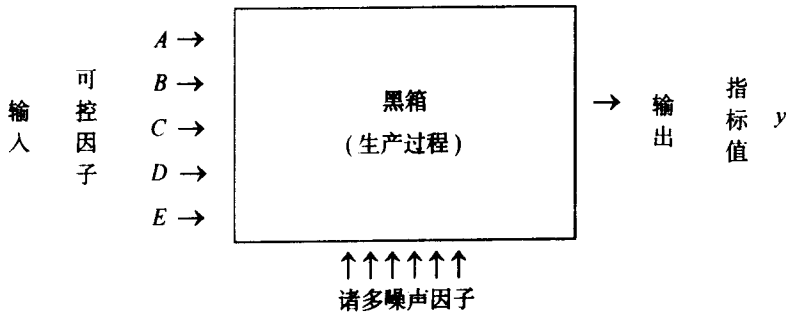 输入
可控因子
A →
B →
C →
D →
E →
黑箱
(生产过程)
→
输出
指标值
y
↑↑↑↑↑↑
诸多噪声因子